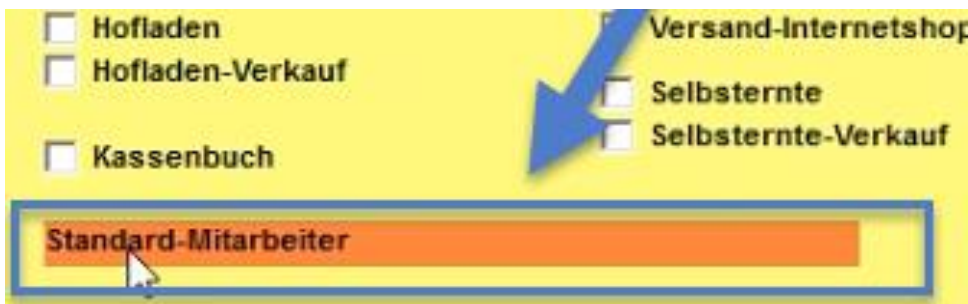 Hofladen
Hofladen-Verkauf
Kassenbuch
Versand-Internetshop
Selbsternte
Selbsternte-Verkauf
Standard-Mitarbeiter